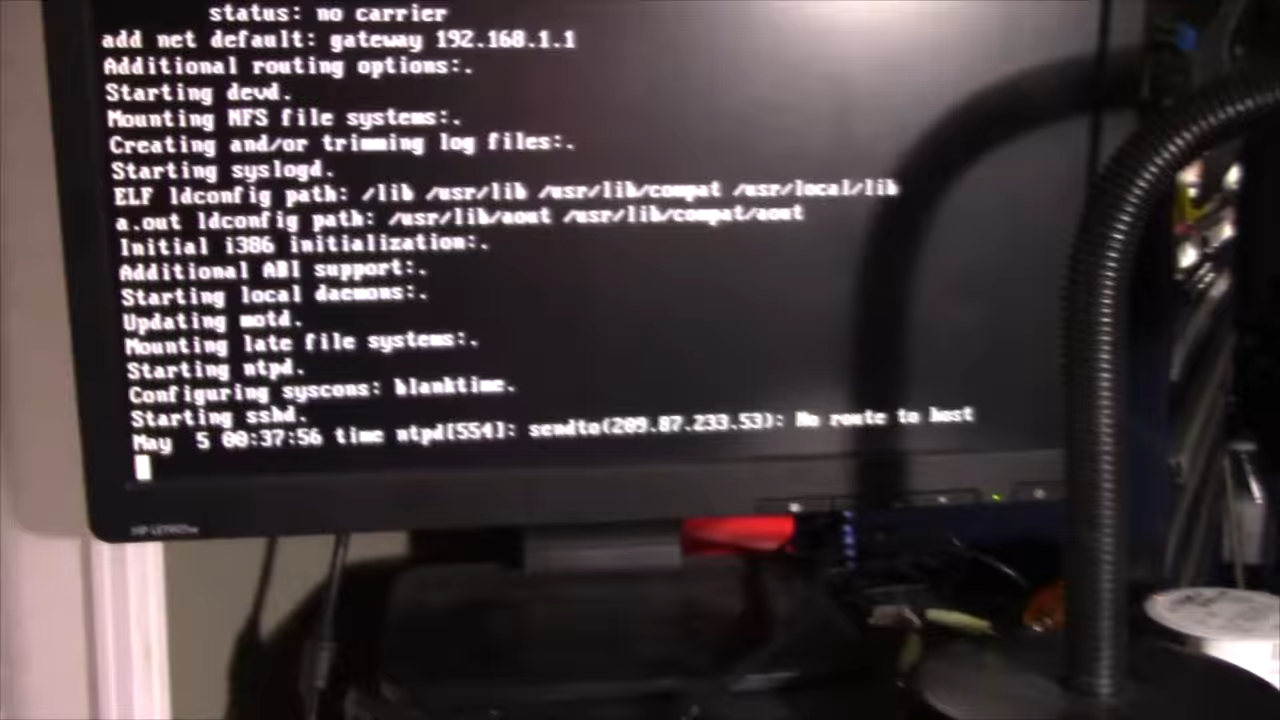 status: no carrier
add net default: gateway 192.168.1.1
Additional routing options:.
Starting devd.
Mounting NFS file systems:.
Creating and/or trimming log files:.
Starting syslogd.
ELF ldconfig path: /lib /usr/lib /usr/lib/compat /usr/local/lib
a.out ldconfig path: /usr/lib/aout /usr/lib/compat/aout
Initial i386 initialization:.
Additional ABI support:.
Starting local daemons:.
Updating motd.
Mounting late file systems:.
Starting ntpd.
Configuring syscons: blanktime.
Starting sshd.
May  5 00:37:56 time ntpd[554]: sendto(209.87.233.53): No route to host